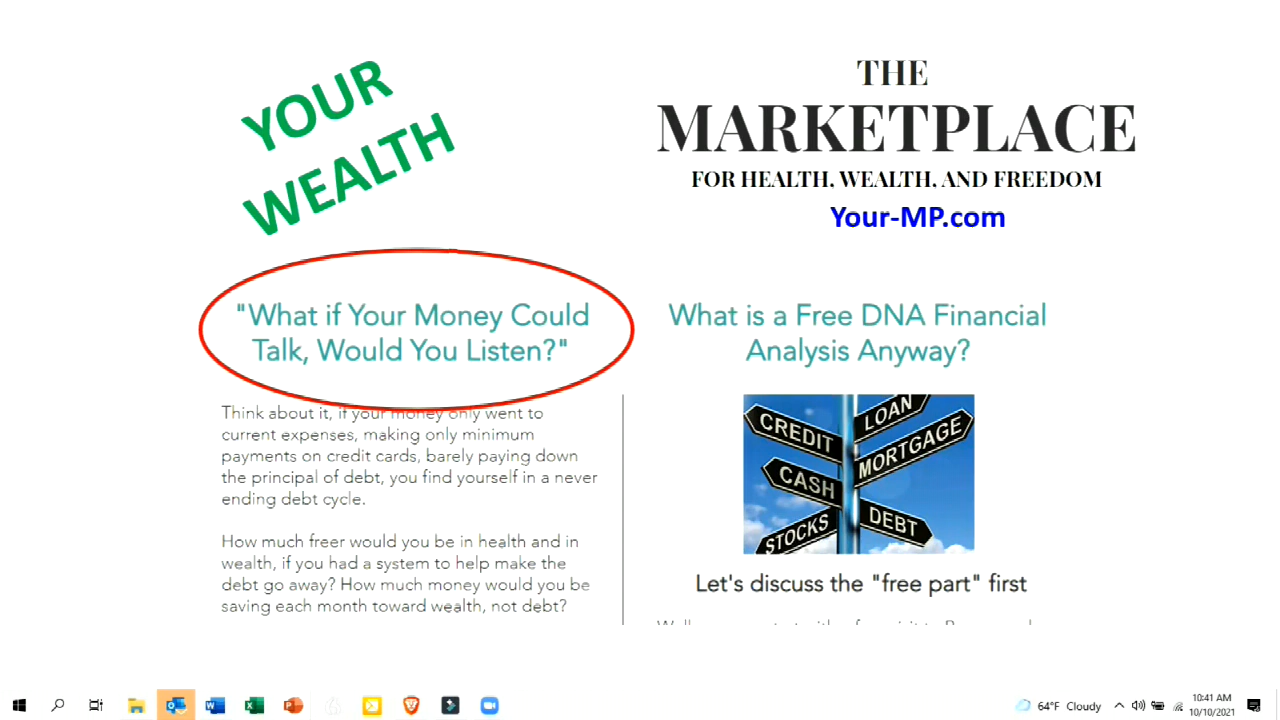 YOUR
WEALTH
THE
MARKETPLACE
FOR HEALTH, WEALTH, AND FREEDOM
Your-MP.com
"What if Your Money Could
Talk, Would You Listen?"
Think about it, if your money only went to
current expenses, making only minimum
payments on credit cards, barely paying down
the principal of debt, you find yourself in a never
ending debt cycle.
How much freer would you be in health and in
wealth, if you had a system to help make the
debt go away? How much money would you be
saving each month toward wealth, not debt?
What is a Free DNA Financial
Analysis Anyway?
CREDIT
LOAN
MORTGAGE
CASH
DEBT
STOCKS
Let's discuss the "free part" first
64°F Cloudy
10:41 AM
10/10/2021